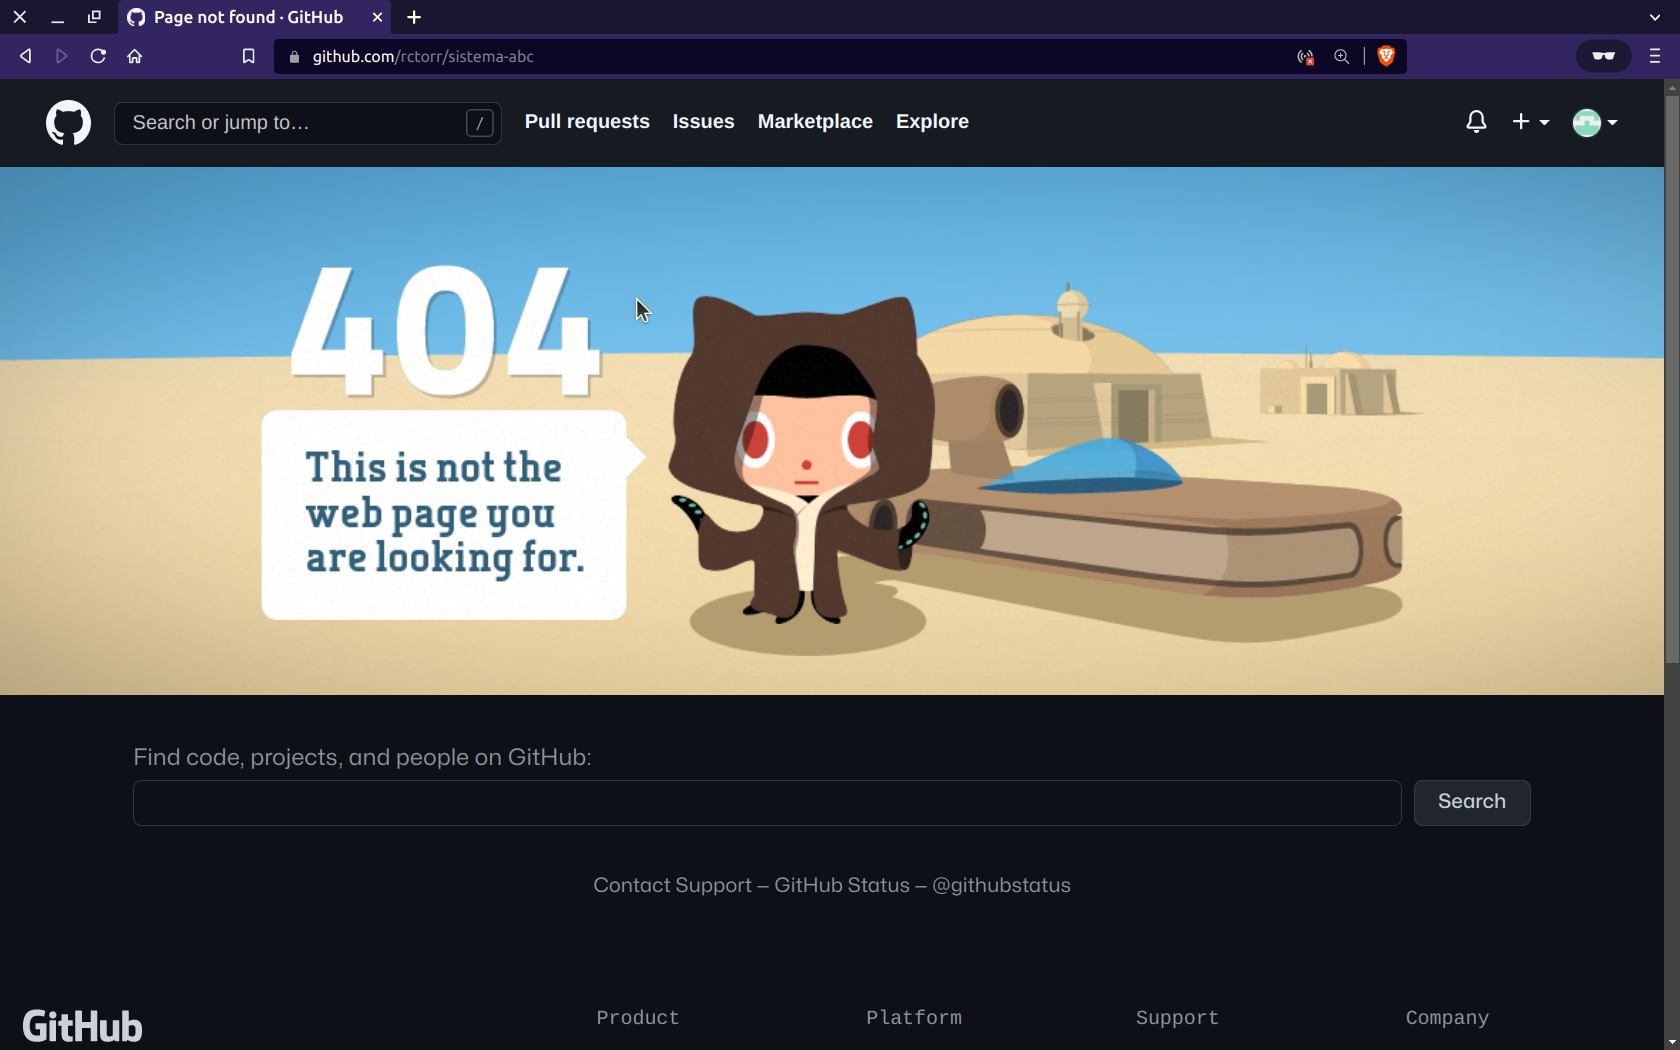 Page not found · GitHub
github.com/rctorr/sistema-abc
Search or jump to…
/
Pull requests
Issues
Marketplace
Explore
404
This is not the
web page you
are looking for.
Find code, projects, and people on GitHub:
Search
Contact Support — GitHub Status — @githubstatus
GitHub
Product
Platform
Support
Company